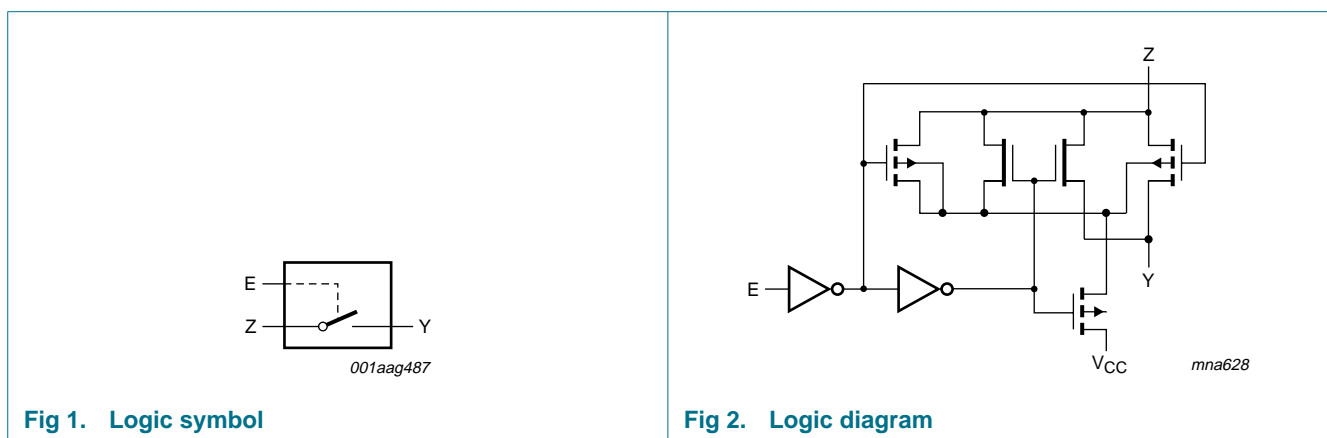 E
Z
Y
001aag487
Fig 1. Logic symbol
Z
E
Y
VCC
mna628
Fig 2. Logic diagram